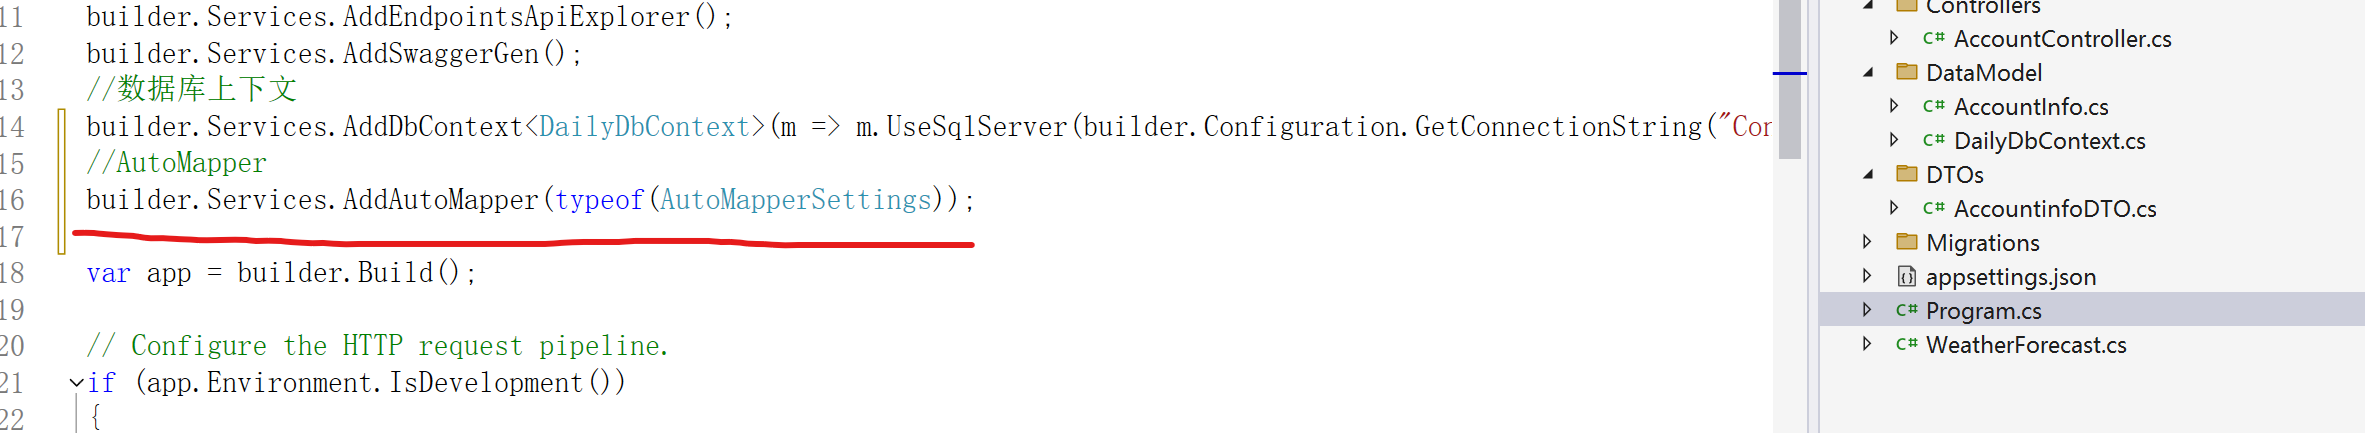 11 builder.Services.AddEndpointsApiExplorer();
12 builder.Services.AddSwaggerGen();
13 //数据库上下文
14 builder.Services.AddDbContext<DailyDbContext>(m => m.UseSqlServer(builder.Configuration.GetConnectionString("Con
15 //AutoMapper
16 builder.Services.AddAutoMapper(typeof(AutoMapperSettings));
17
18 var app = builder.Build();
19
20 // Configure the HTTP request pipeline.
21 if (app.Environment.IsDevelopment())
22 {
Controllers
C# AccountController.cs
DataModel
C# AccountInfo.cs
C# DailyDbContext.cs
DTOs
C# AccountinfoDTO.cs
Migrations
appsettings.json
C# Program.cs
C# WeatherForecast.cs